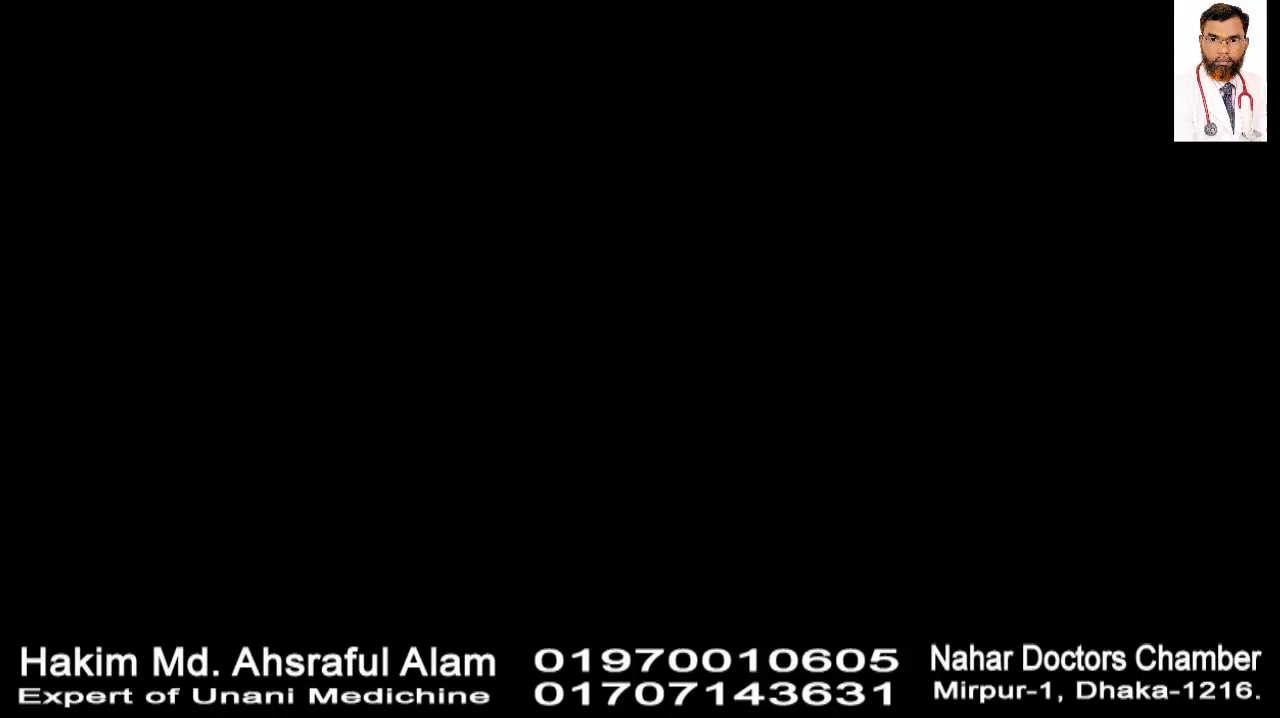 Hakim Md. Ahsraful Alam
Expert of Unani Medichine
01970010605
01707143631
Nahar Doctors Chamber
Mirpur-1, Dhaka-1216.